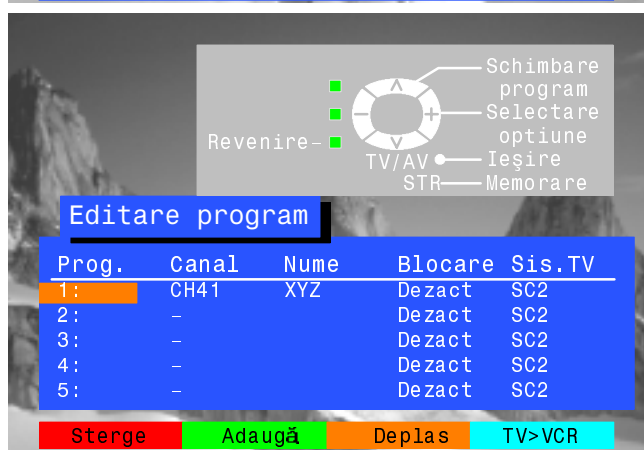 Schimbare
program
Selectare
optiune
Revenire
TV/AV Ieşire
STR Memorare
Editare program
Prog. Canal Nume Blocare Sis.TV
1: CH41 XYZ Dezact SC2
2: – Dezact SC2
3: – Dezact SC2
4: – Dezact SC2
5: – Dezact SC2
Sterge Adaugă Deplas TV>VCR